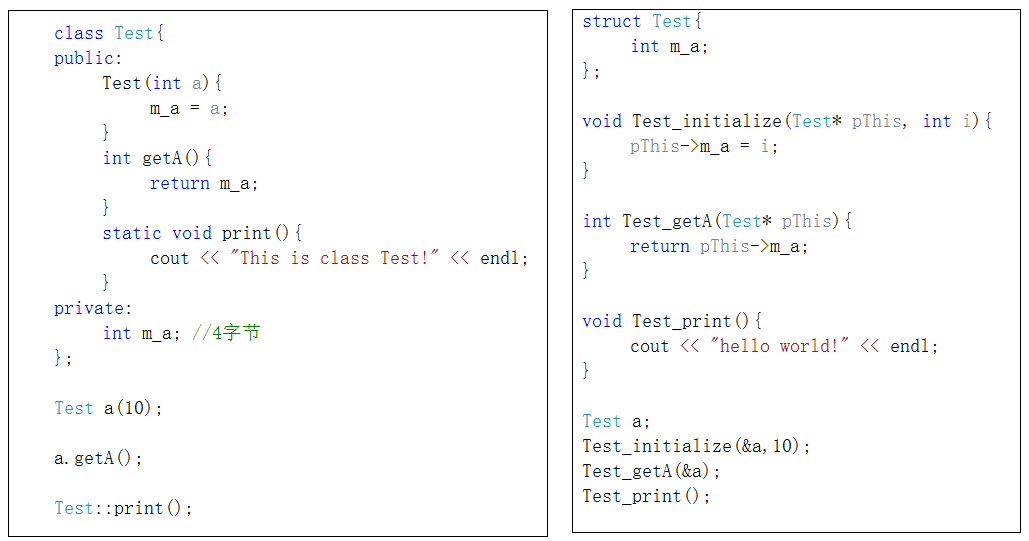 class Test{
public:
Test(int a){
m_a = a;
}
int getA(){
return m_a;
}
static void print(){
cout << "This is class Test!" << endl;
}
private:
int m_a; //4字节
};
Test a(10);
a.getA();
Test::print();
struct Test{
int m_a;
};
void Test_initialize(Test* pThis, int i){
pThis->m_a = i;
}
int Test_getA(Test* pThis){
return pThis->m_a;
}
void Test_print(){
cout << "hello world!" << endl;
}
Test a;
Test_initialize(&a,10);
Test_getA(&a);
Test_print();